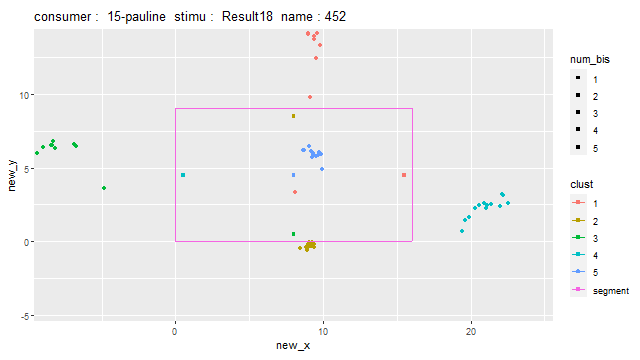 consumer :  15-pauline  stimu :  Result18  name : 452
new_y
10
5
0
-5
0
10
20
new_x
num_bis
1
2
3
4
5
clust
1
2
3
4
5
segment